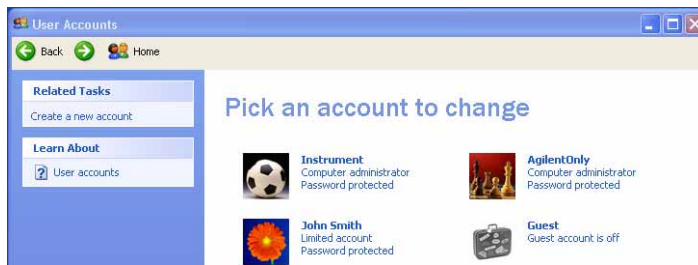 User Accounts
Back
Home
Related Tasks
Create a new account
Learn About
User accounts
Pick an account to change
Instrument
Computer administrator
Password protected
AgilentOnly
Computer administrator
Password protected
John Smith
Limited account
Password protected
Guest
Guest account is off